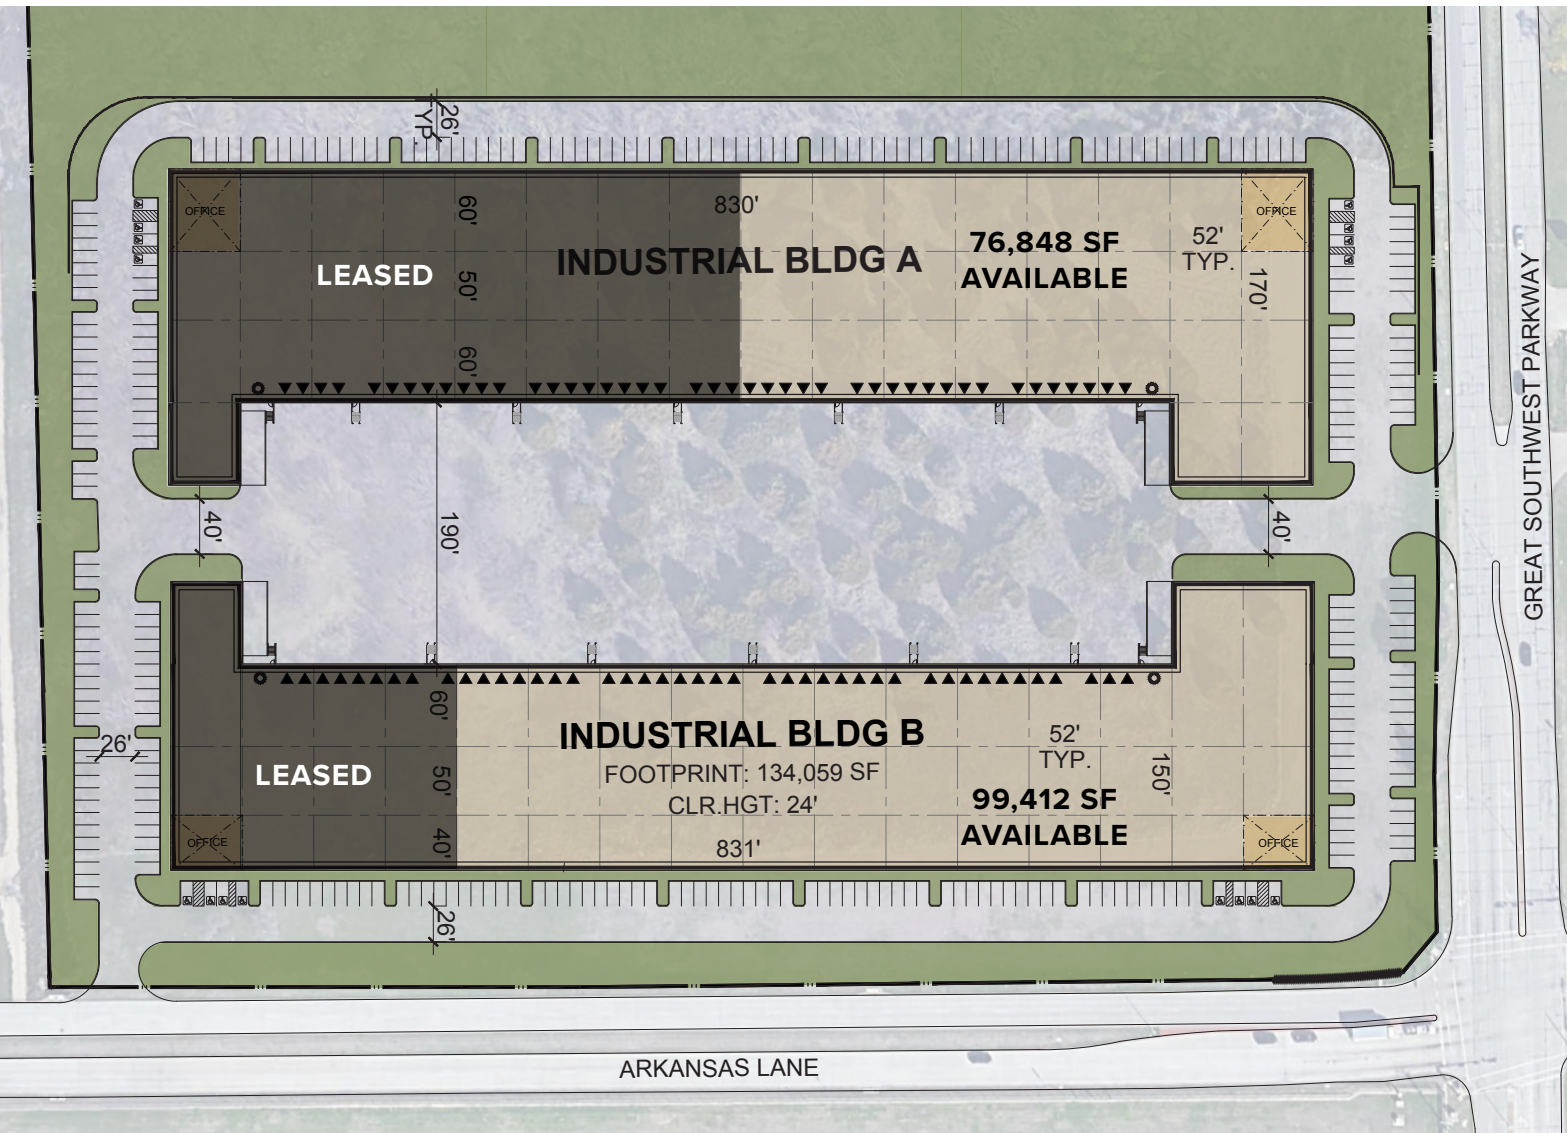 26'
TYP.
OFFICE
60'
830'
OFFICE
INDUSTRIAL BLDG A
76,848 SF
AVAILABLE
52'
TYP.
LEASED
50'
170'
60'
GREAT SOUTHWEST PARKWAY
40'
190'
40'
60'
INDUSTRIAL BLDG B
52'
TYP.
26'
LEASED
50'
FOOTPRINT: 134,059 SF
CLR.HGT: 24'
150'
99,412 SF
AVAILABLE
OFFICE
40'
831'
OFFICE
26'
ARKANSAS LANE